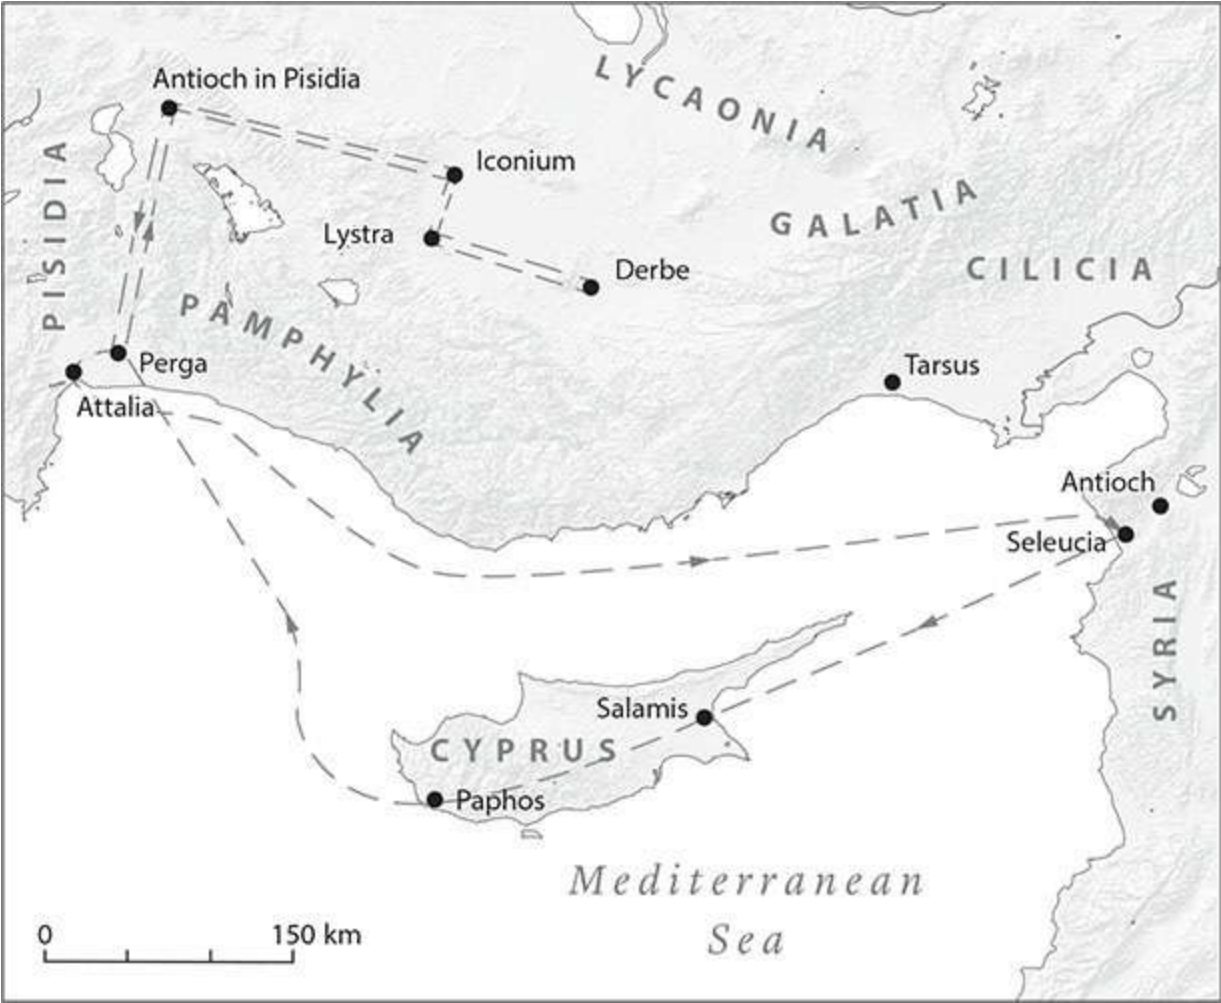 Antioch in Pisidia
LYCAONIA
Iconium
PISIDIA
GALATIA
Lystra
Derbe
CILICIA
PAMPHYLIA
Perga
Tarsus
Attalia
Antioch
Seleucia
SYRIA
Salamis
CYPRUS
Paphos
Mediterranean
Sea
0 150 km